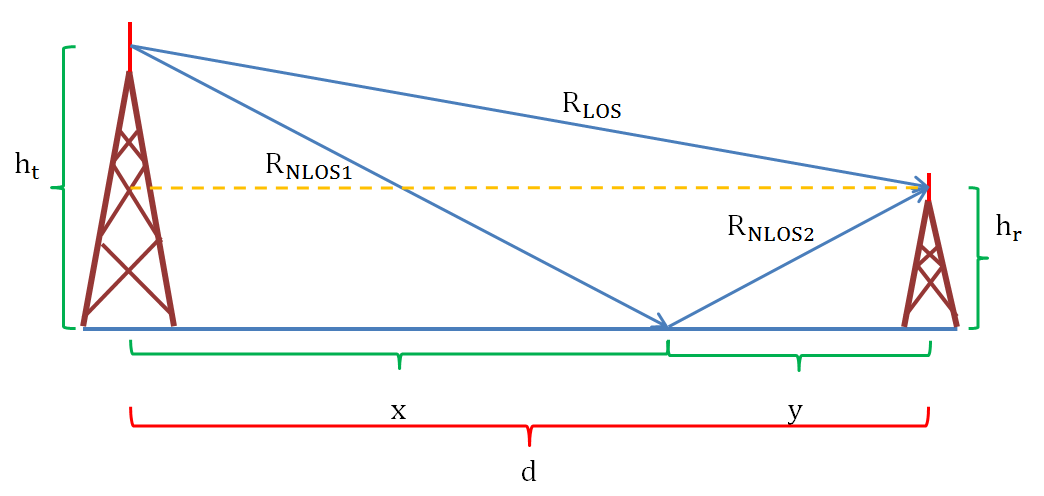 R_LOS
h_t
R_NLOS1
R_NLOS2
h_r
x
y
d